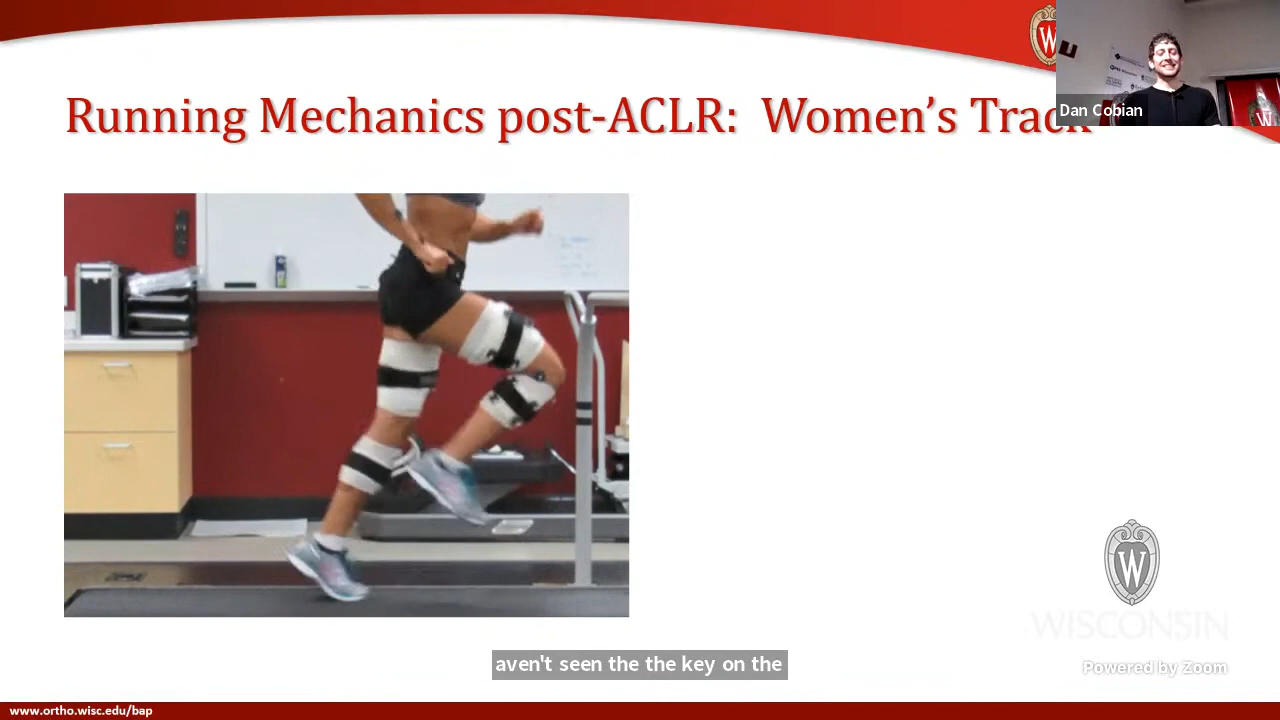 W
Dan Cobian
Running Mechanics post-ACLR: Women's Track
W
WISCONSIN
aven't seen the the key on the
Powered by Zoom
www.ortho.wisc.edu/bap